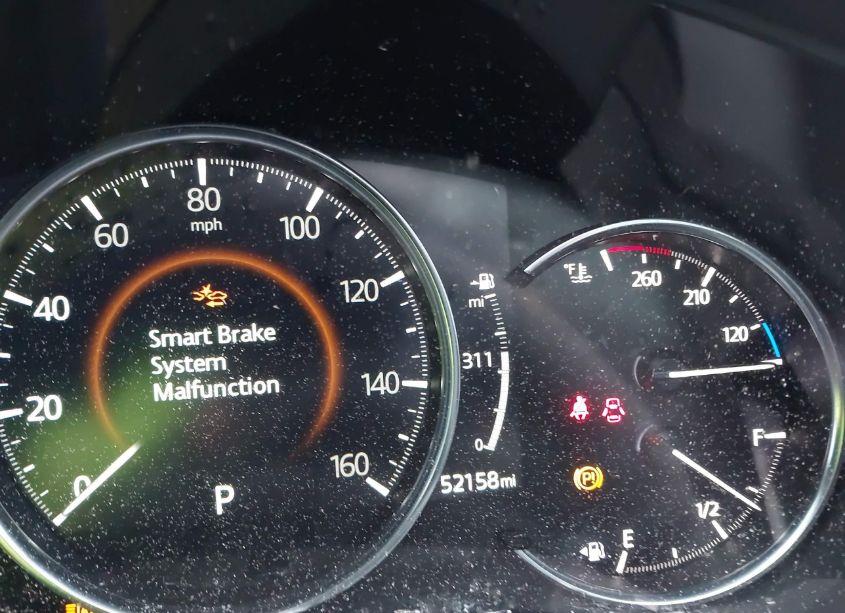 80
mph
60
100
40
120
Smart Brake
System
Malfunction
20
140
0
160
P
mi
311
0
52158mi
°F
260
210
120
F
1/2
E
P!